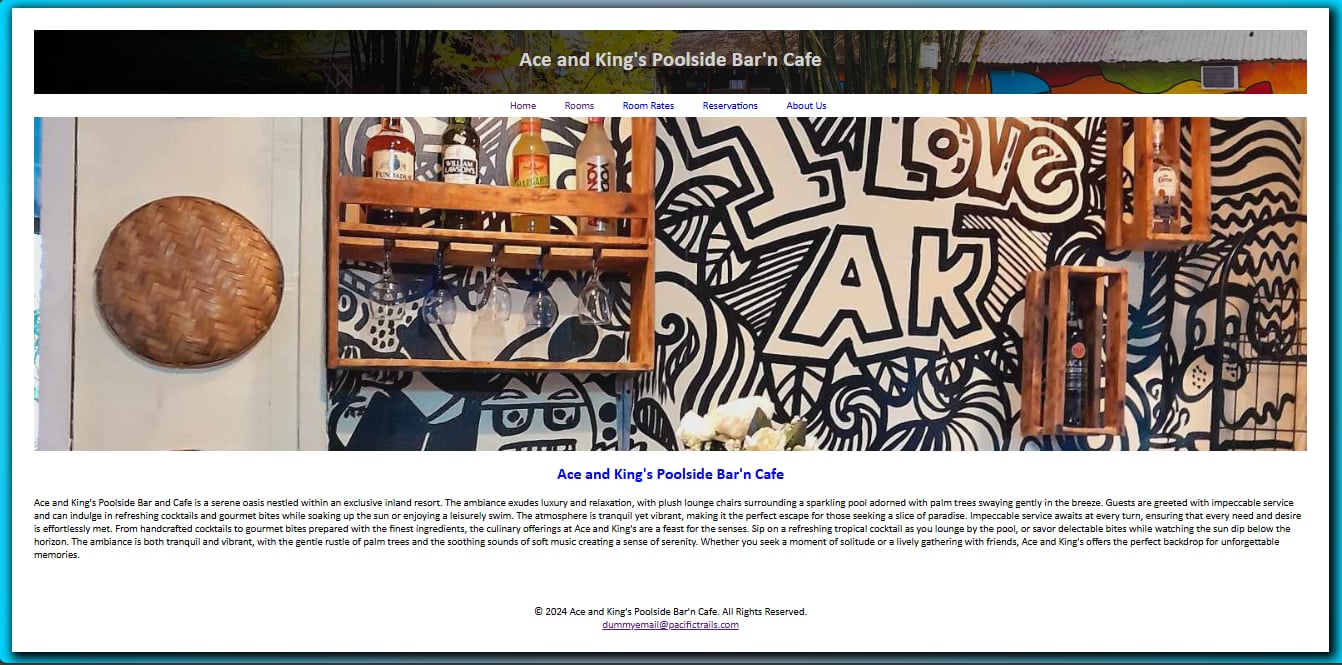 Ace and King's Poolside Bar'n Cafe
Home Rooms Room Rates Reservations About Us
Love
AK
WILLIAM
LAWSON'S
Ace and King's Poolside Bar'n Cafe
Ace and King's Poolside Bar and Cafe is a serene oasis nestled within an exclusive inland resort. The ambiance exudes luxury and relaxation, with plush lounge chairs surrounding a sparkling pool adorned with palm trees swaying gently in the breeze. Guests are greeted with impeccable service
and can indulge in refreshing cocktails and gourmet bites while soaking up the sun or enjoying a leisurely swim. The atmosphere is tranquil yet vibrant, making it the perfect escape for those seeking a slice of paradise. Impeccable service awaits at every turn, ensuring that every need and desire
is effortlessly met. From handcrafted cocktails to gourmet bites prepared with the finest ingredients, the culinary offerings at Ace and King's are a feast for the senses. Sip on a refreshing tropical cocktail as you lounge by the pool, or savor delectable bites while watching the sun dip below the
horizon. The ambiance is both tranquil and vibrant, with the gentle rustle of palm trees and the soothing sounds of soft music creating a sense of serenity. Whether you seek a moment of solitude or a lively gathering with friends, Ace and King's offers the perfect backdrop for unforgettable
memories.
© 2024 Ace and King's Poolside Bar'n Cafe. All Rights Reserved.
dummyemail@pacifictrails.com